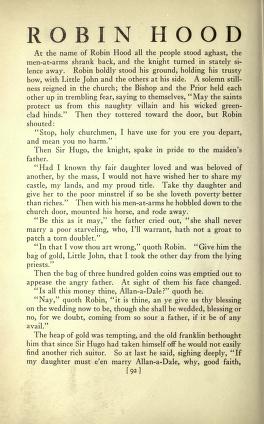 ROBIN HOOD
At the name of Robin Hood all the people stood aghast, the
men-at-arms shrank back, and the knight turned in stately si-
lence away. Robin boldly stood his ground, holding his trusty
bow, with Little John and the others at his side. A solemn still-
ness reigned in the church; the Bishop and the Prior held each
other up in trembling fear, saying to themselves, "May the saints
protect us from this naughty villain and his wicked green-
clad hinds." Then they tottered toward the door, but Robin
shouted:
"Stop, holy churchmen, I have use for you ere you depart,
and mean you no harm."
Then Sir Hugo, the knight, spake in pride to the maiden's
father.
"Had I known thy fair daughter loved and was beloved of
another, by the mass, I would not have wished her to share my
castle, my lands, and my proud title. Take thy daughter and
give her to the poor minstrel if so be she loveth poverty better
than riches." Then with his men-at-arms he hobbled down to the
church door, mounted his horse, and rode away.
"Be this as it may," the father cried out, "she shall never
marry a poor starveling, who, I'll warrant, hath not a groat to
patch a torn doublet."
"In that I vow thou art wrong," quoth Robin. "Give him the
bag of gold, Little John, that I took the other day from the lying
priests."
Then the bag of three hundred golden coins was emptied out to
appease the angry father. At sight of them his face changed.
"Is all this money thine, Allan-a-Dale?" quoth he.
"Nay," quoth Robin, "it is thine, an ye give us thy blessing
on the wedding now to be, though she shall be wedded, blessing or
no, for we doubt, coming from so sour a father, if it be of any
avail."
The heap of gold was tempting, and the old franklin bethought
him that since Sir Hugo had taken himself off he would not easily
find another rich suitor. So at last he said, sighing deeply, "If
my daughter must e'en marry Allan-a-Dale, why, good faith,
[92]